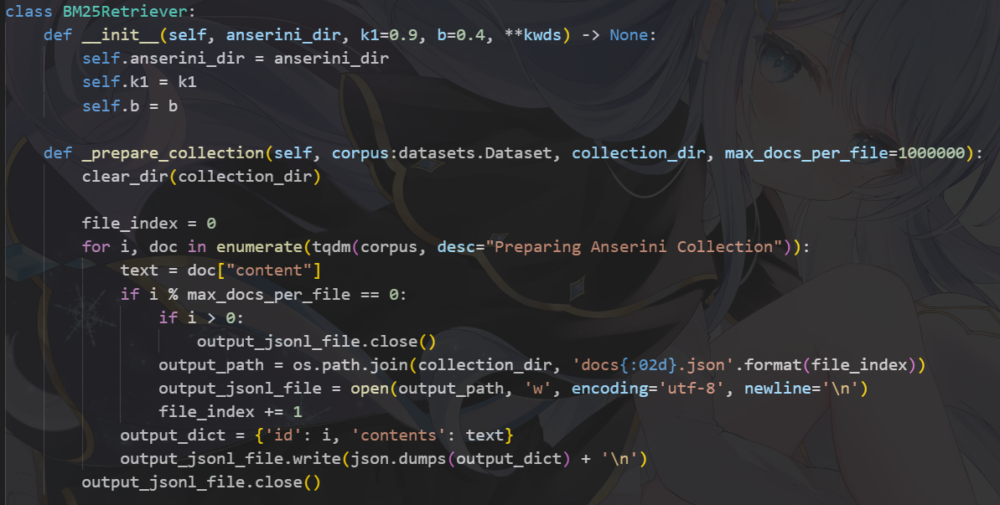 class BM25Retriever:
    def __init__(self, anserini_dir, k1=0.9, b=0.4, **kwds) -> None:
        self.anserini_dir = anserini_dir
        self.k1 = k1
        self.b = b

    def _prepare_collection(self, corpus:datasets.Dataset, collection_dir, max_docs_per_file=1000000):
        clear_dir(collection_dir)

        file_index = 0
        for i, doc in enumerate(tqdm(corpus, desc="Preparing Anserini Collection")):
            text = doc["content"]
            if i % max_docs_per_file == 0:
                if i > 0:
                    output_jsonl_file.close()
                output_path = os.path.join(collection_dir, 'docs{:02d}.json'.format(file_index))
                output_jsonl_file = open(output_path, 'w', encoding='utf-8', newline='\n')
                file_index += 1
            output_dict = {'id': i, 'contents': text}
            output_jsonl_file.write(json.dumps(output_dict) + '\n')
        output_jsonl_file.close()